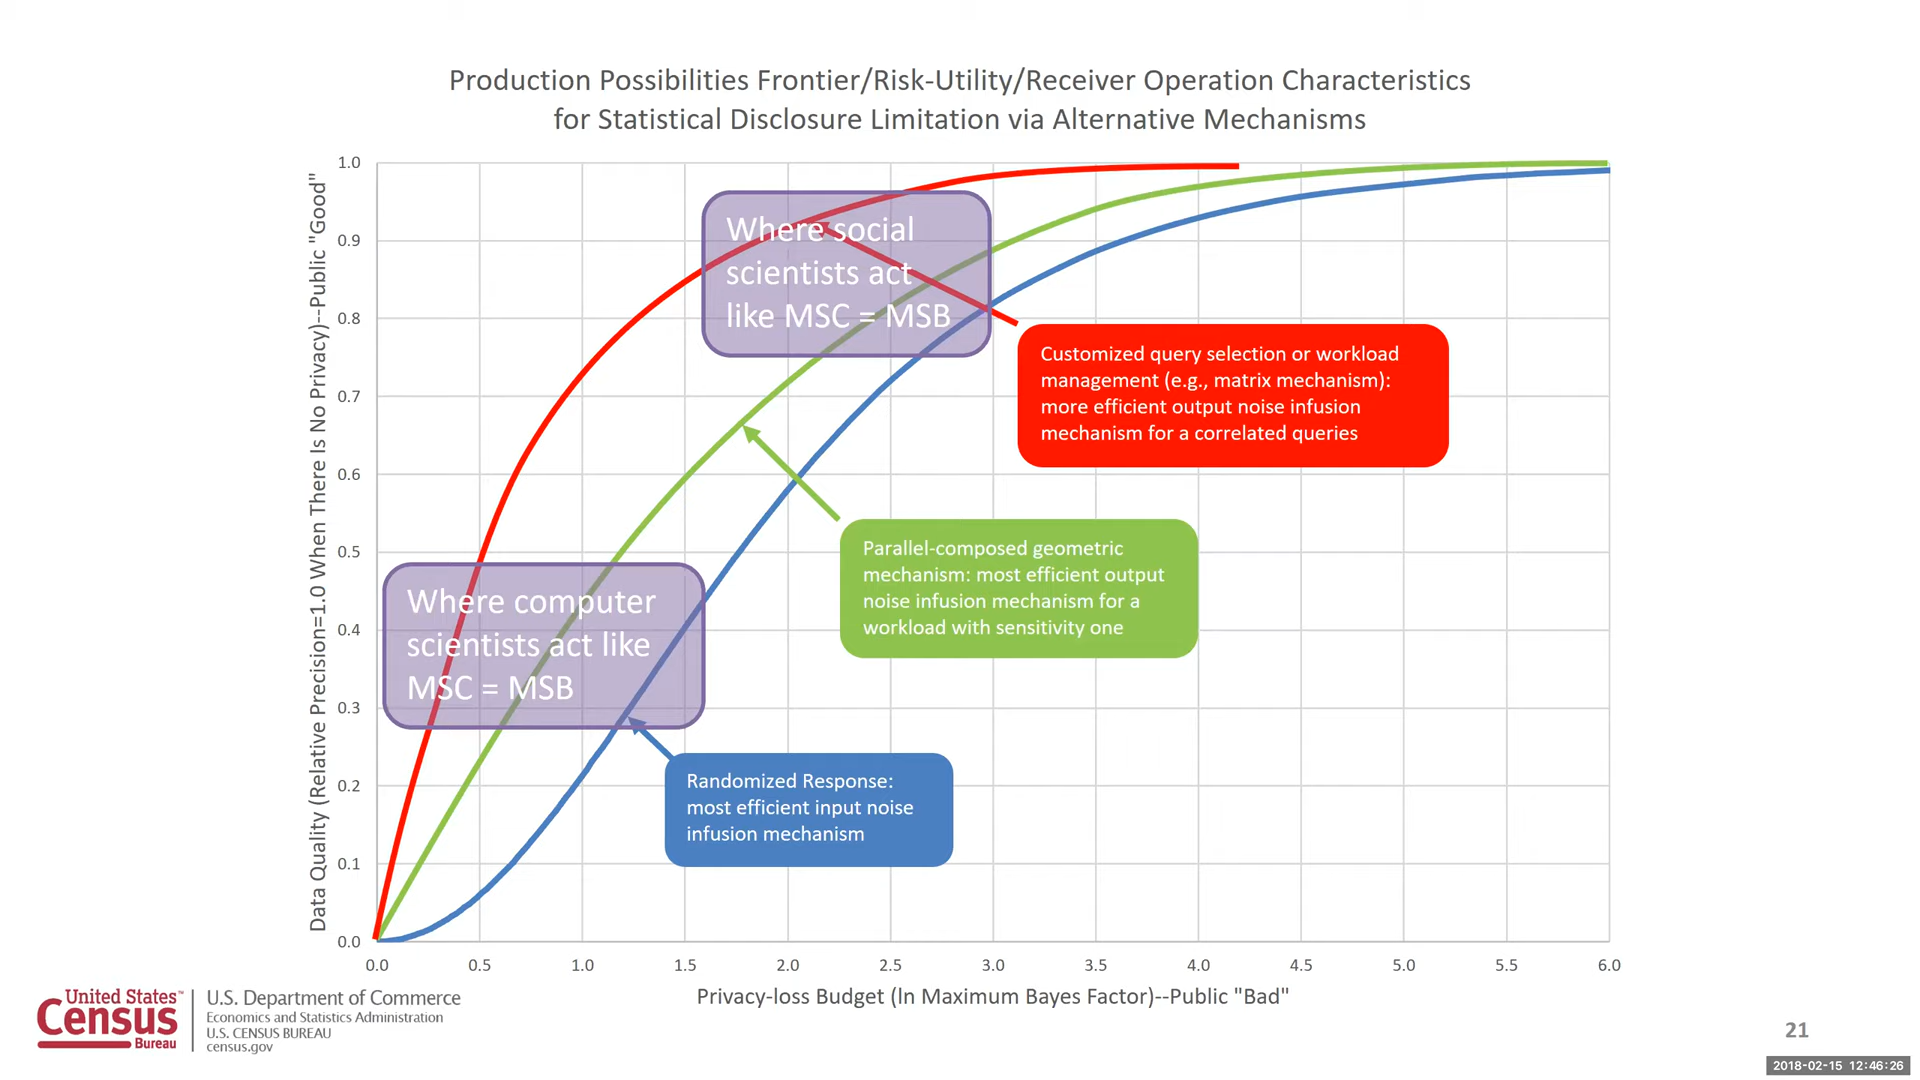 Production Possibilities Frontier/Risk-Utility/Receiver Operation Characteristics
for Statistical Disclosure Limitation via Alternative Mechanisms
Data Quality (Relative Precision=1.0 When There Is No Privacy)--Public "Good"
1.0
0.9
0.8
0.7
0.6
0.5
0.4
0.3
0.2
0.1
0.0
Where social
scientists act
like MSC = MSB
Customized query selection or workload
management (e.g., matrix mechanism):
more efficient output noise infusion
mechanism for a correlated queries
Parallel-composed geometric
mechanism: most efficient output
noise infusion mechanism for a
workload with sensitivity one
Where computer
scientists act like
MSC = MSB
Randomized Response:
most efficient input noise
infusion mechanism
0.0 0.5 1.0 1.5 2.0 2.5 3.0 3.5 4.0 4.5 5.0 5.5 6.0
Privacy-loss Budget (ln Maximum Bayes Factor)--Public "Bad"
United States™
Census
Bureau
U.S. Department of Commerce
Economics and Statistics Administration
U.S. CENSUS BUREAU
census.gov
21
2018-02-15 12:46:26